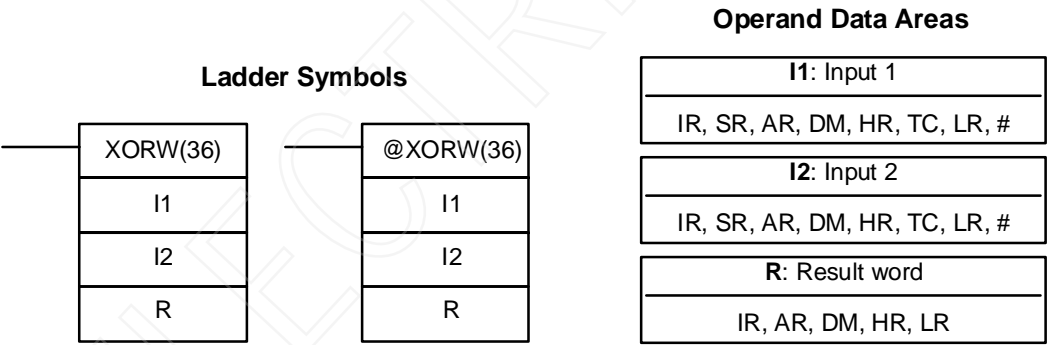 Operand Data Areas
Ladder Symbols
XORW(36)
I1
I2
R
@XORW(36)
I1
I2
R
I1: Input 1
IR, SR, AR, DM, HR, TC, LR, #
I2: Input 2
IR, SR, AR, DM, HR, TC, LR, #
R: Result word
IR, AR, DM, HR, LR